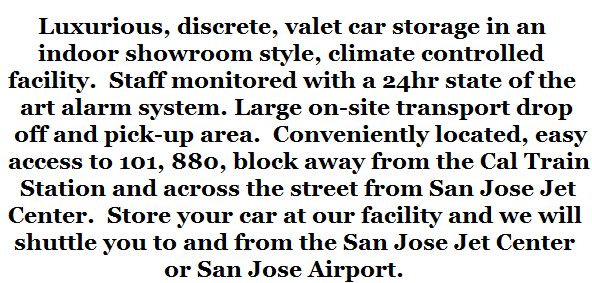 Luxurious, discrete, valet car storage in an
indoor showroom style, climate controlled
facility.  Staff monitored with a 24hr state of the
art alarm system. Large on-site transport drop
off and pick-up area.  Conveniently located, easy
access to 101, 880, block away from the Cal Train
Station and across the street from San Jose Jet
Center.  Store your car at our facility and we will
shuttle you to and from the San Jose Jet Center
or San Jose Airport.